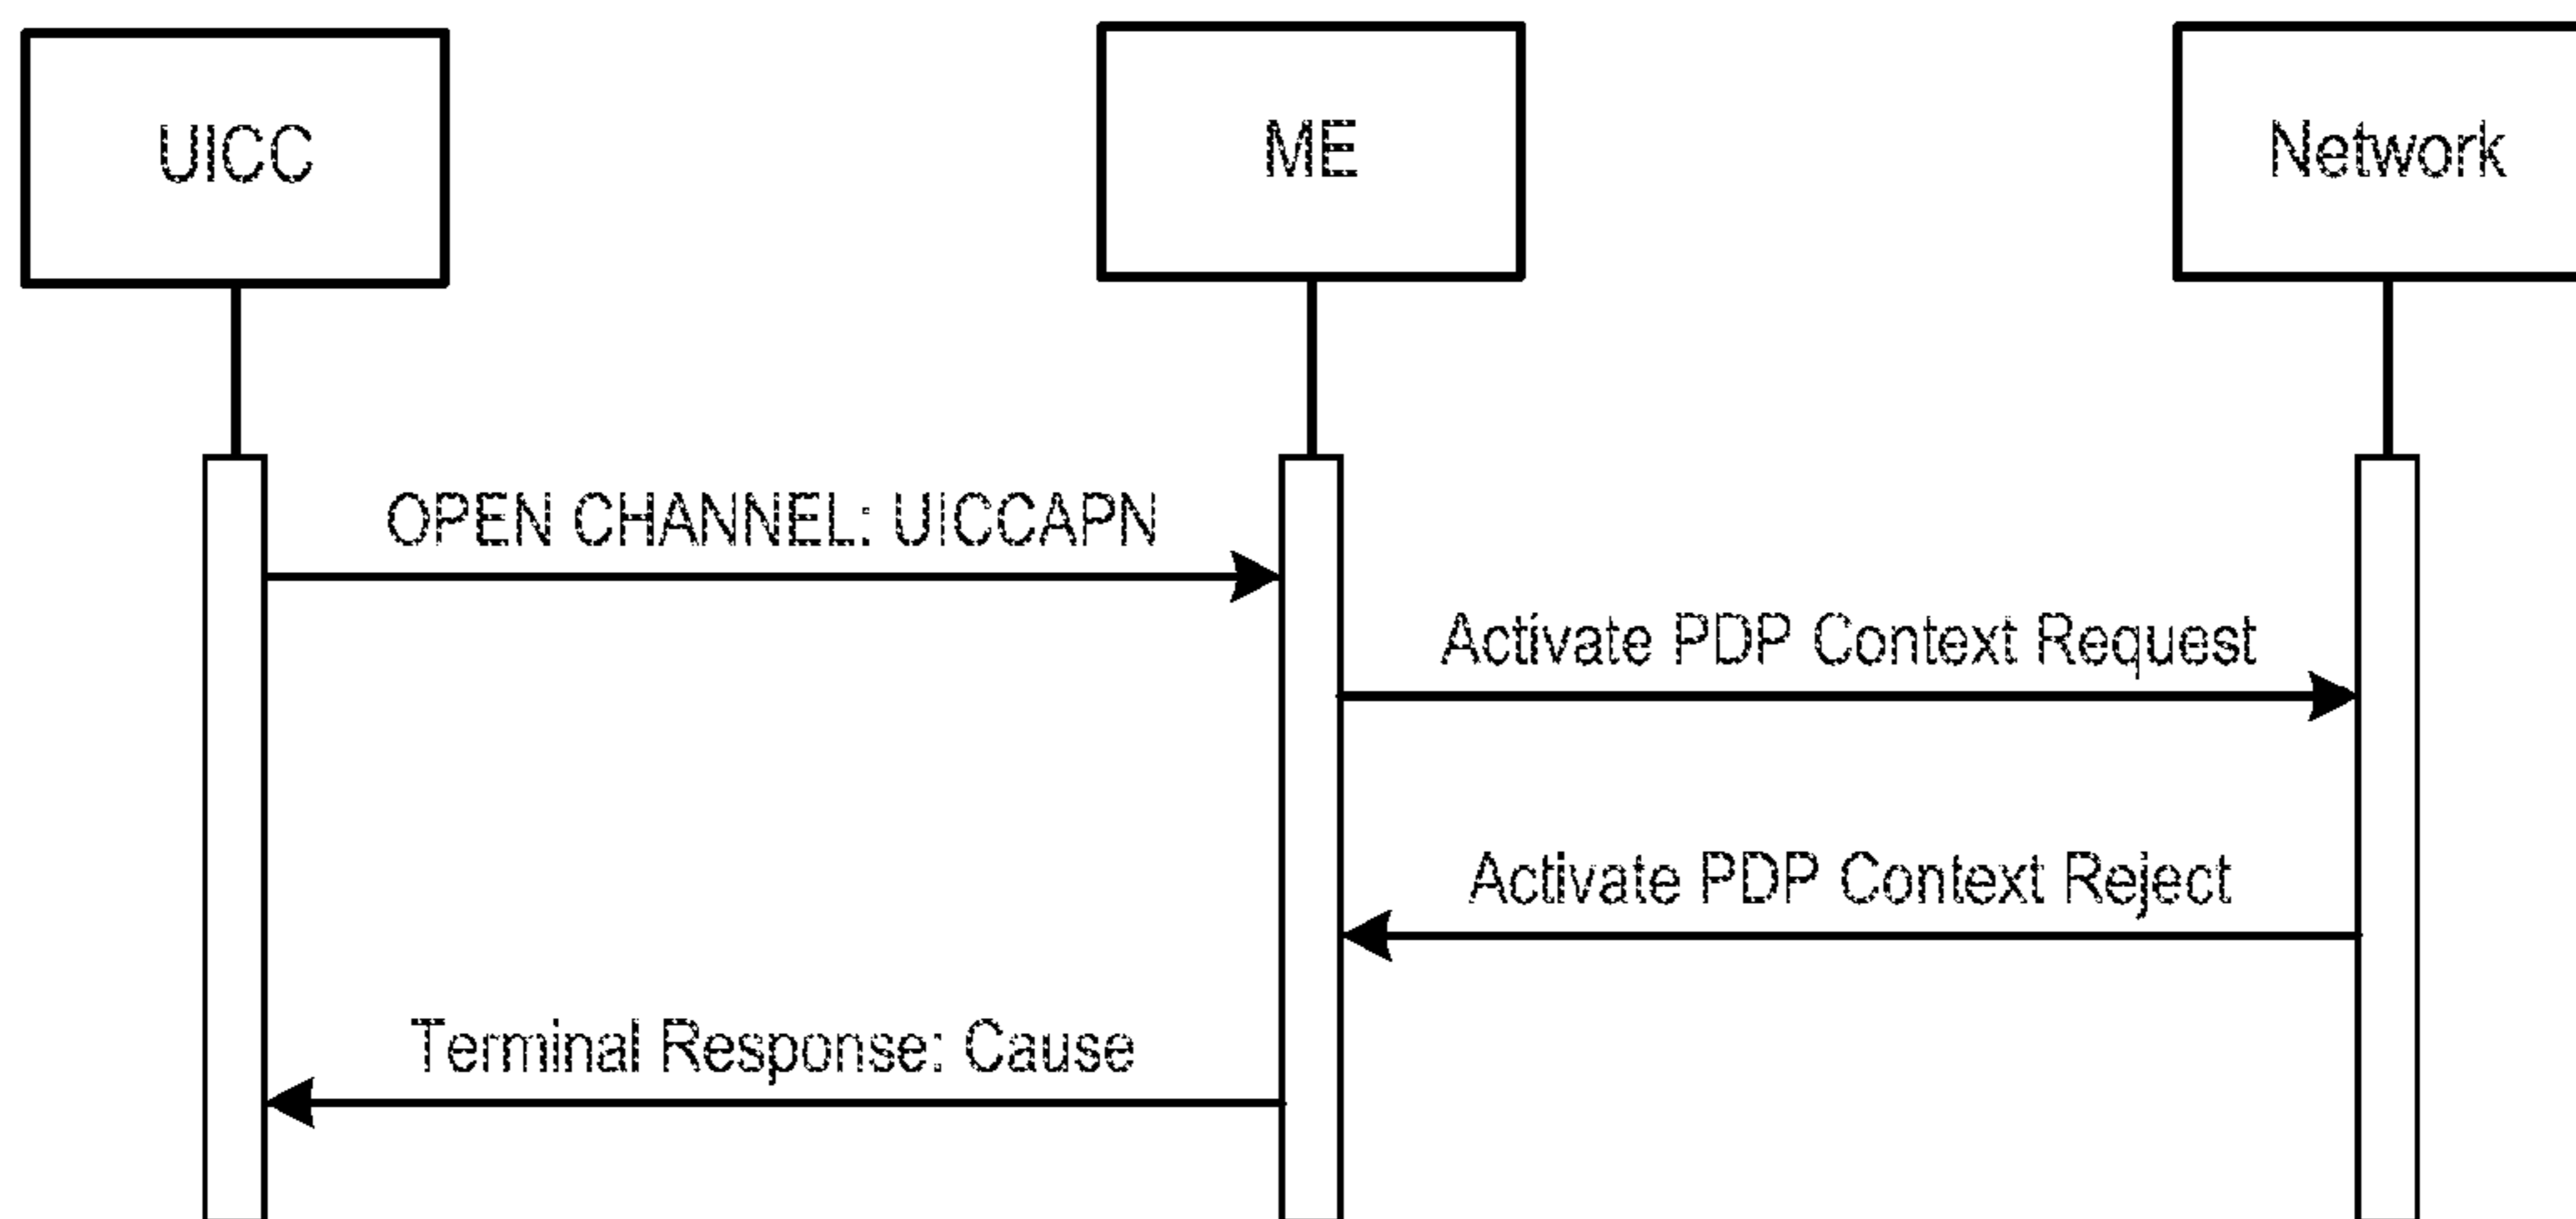 UICC
ME
Network
OPEN CHANNEL: UICCAPN
Activate PDP Context Request
Activate PDP Context Reject
Terminal Response: Cause